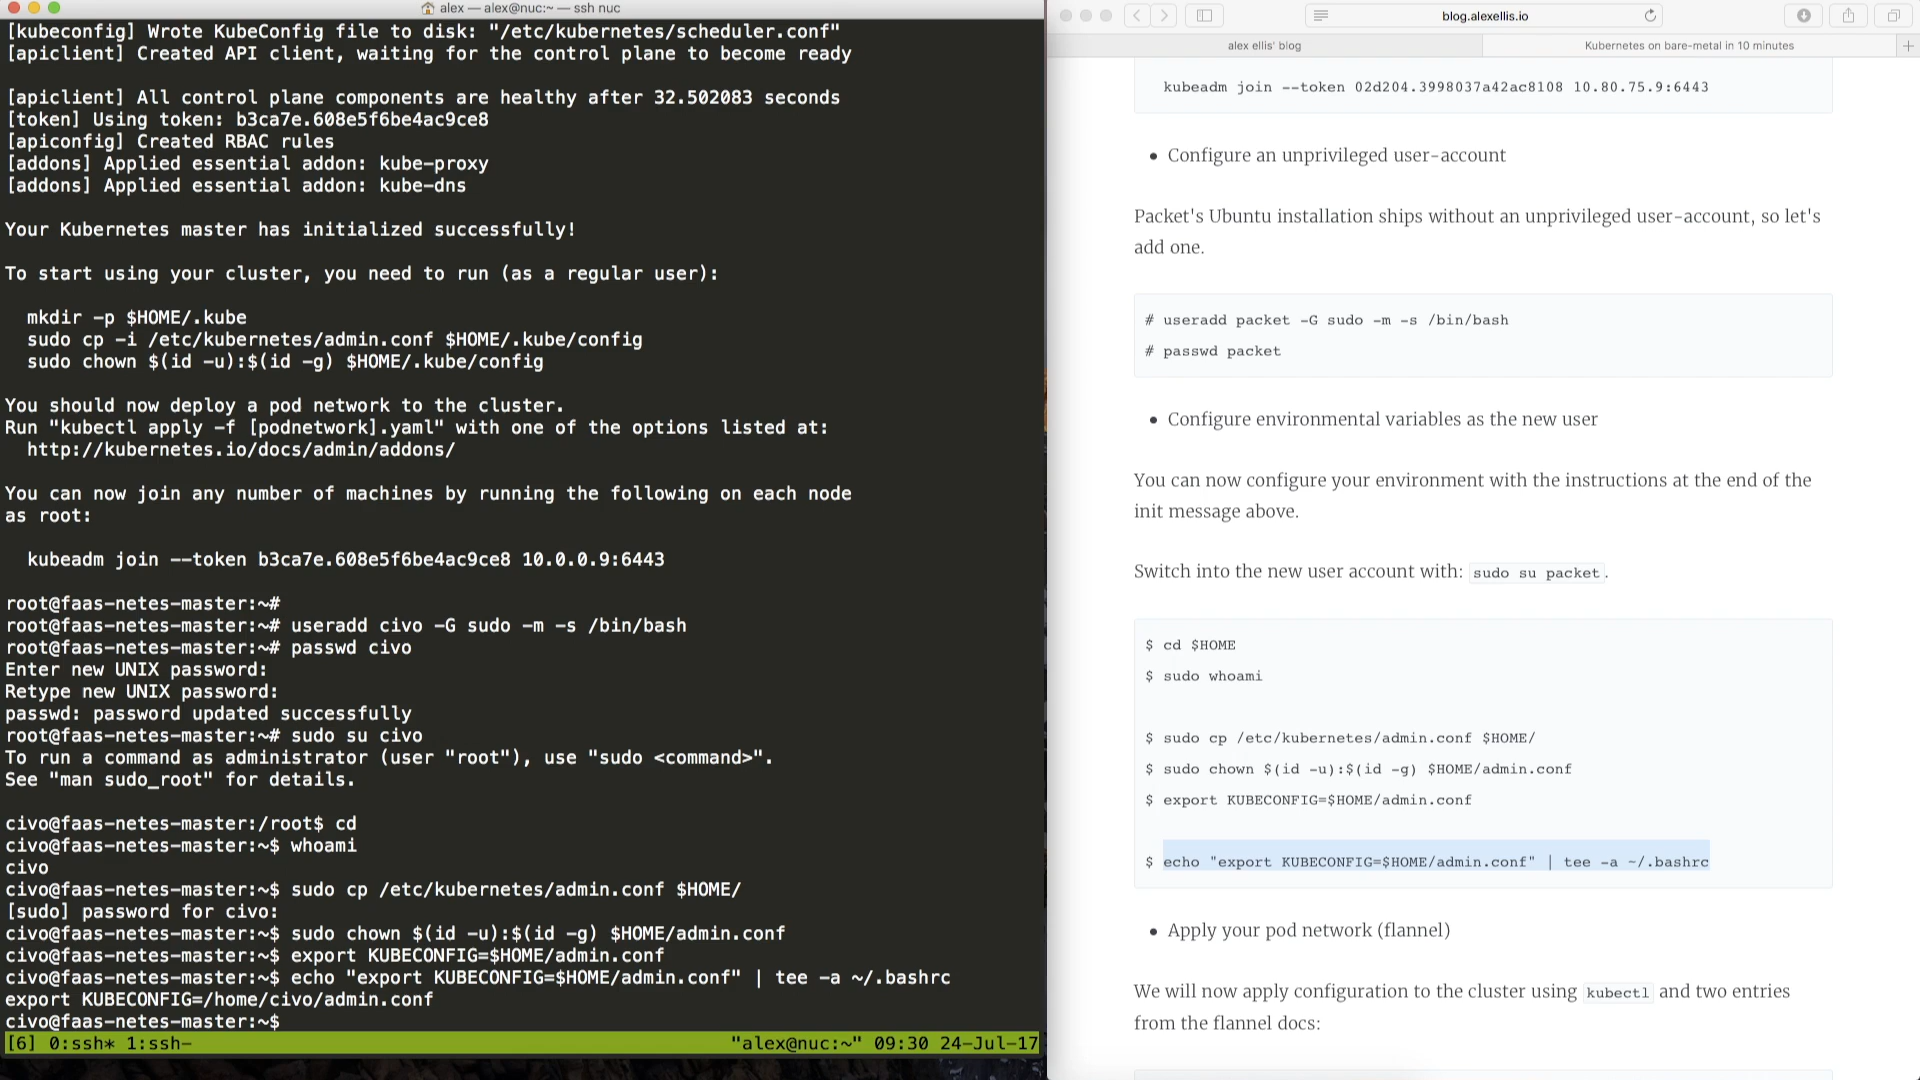 alex — alex@nuc:~ — ssh nuc
[kubeconfig] Wrote KubeConfig file to disk: "/etc/kubernetes/scheduler.conf"
[apiclient] Created API client, waiting for the control plane to become ready
[apiclient] All control plane components are healthy after 32.502083 seconds
[token] Using token: b3ca7e.608e5f6be4ac9ce8
[apiconfig] Created RBAC rules
[addons] Applied essential addon: kube-proxy
[addons] Applied essential addon: kube-dns
Your Kubernetes master has initialized successfully!
To start using your cluster, you need to run (as a regular user):
mkdir -p $HOME/.kube
sudo cp -i /etc/kubernetes/admin.conf $HOME/.kube/config
sudo chown $(id -u):$(id -g) $HOME/.kube/config
You should now deploy a pod network to the cluster.
Run "kubectl apply -f [podnetwork].yaml" with one of the options listed at:
http://kubernetes.io/docs/admin/addons/
You can now join any number of machines by running the following on each node
as root:
kubeadm join --token b3ca7e.608e5f6be4ac9ce8 10.0.0.9:6443
root@faas-netes-master:~#
root@faas-netes-master:~# useradd civo -G sudo -m -s /bin/bash
root@faas-netes-master:~# passwd civo
Enter new UNIX password:
Retype new UNIX password:
passwd: password updated successfully
root@faas-netes-master:~# sudo su civo
To run a command as administrator (user "root"), use "sudo <command>".
See "man sudo_root" for details.
civo@faas-netes-master:/root$ cd
civo@faas-netes-master:~$ whoami
civo
civo@faas-netes-master:~$ sudo cp /etc/kubernetes/admin.conf $HOME/
[sudo] password for civo:
civo@faas-netes-master:~$ sudo chown $(id -u):$(id -g) $HOME/admin.conf
civo@faas-netes-master:~$ export KUBECONFIG=$HOME/admin.conf
civo@faas-netes-master:~$ echo "export KUBECONFIG=$HOME/admin.conf" | tee -a ~/.bashrc
export KUBECONFIG=/home/civo/admin.conf
civo@faas-netes-master:~$
[6] 0:ssh* 1:ssh- "alex@nuc:~" 09:30 24-Jul-17
blog.alexellis.io
alex ellis' blog
Kubernetes on bare-metal in 10 minutes
kubeadm join --token 02d204.3998037a42ac8108 10.80.75.9:6443
• Configure an unprivileged user-account
Packet's Ubuntu installation ships without an unprivileged user-account, so let's
add one.
# useradd packet -G sudo -m -s /bin/bash
# passwd packet
• Configure environmental variables as the new user
You can now configure your environment with the instructions at the end of the
init message above.
Switch into the new user account with: sudo su packet.
$ cd $HOME
$ sudo whoami
$ sudo cp /etc/kubernetes/admin.conf $HOME/
$ sudo chown $(id -u):$(id -g) $HOME/admin.conf
$ export KUBECONFIG=$HOME/admin.conf
$ echo "export KUBECONFIG=$HOME/admin.conf" | tee -a ~/.bashrc
• Apply your pod network (flannel)
We will now apply configuration to the cluster using kubectl and two entries
from the flannel docs: